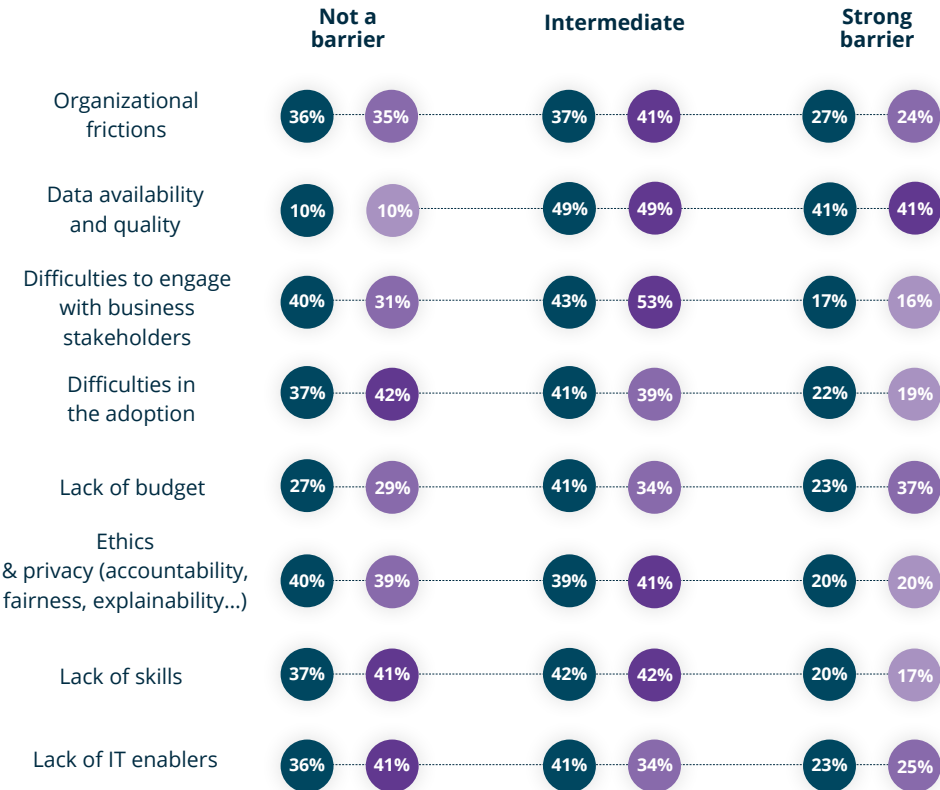 Not a
barrier
Intermediate
Strong
barrier
Organizational
frictions
36% 35% 37% 41% 27% 24%
Data availability
and quality
10% 10% 49% 49% 41% 41%
Difficulties to engage
with business
stakeholders
40% 31% 43% 53% 17% 16%
Difficulties in
the adoption
37% 42% 41% 39% 22% 19%
Lack of budget
27% 29% 41% 34% 23% 37%
Ethics
& privacy (accountability,
fairness, explainability...)
40% 39% 39% 41% 20% 20%
Lack of skills
37% 41% 42% 42% 20% 17%
Lack of IT enablers
36% 41% 41% 34% 23% 25%